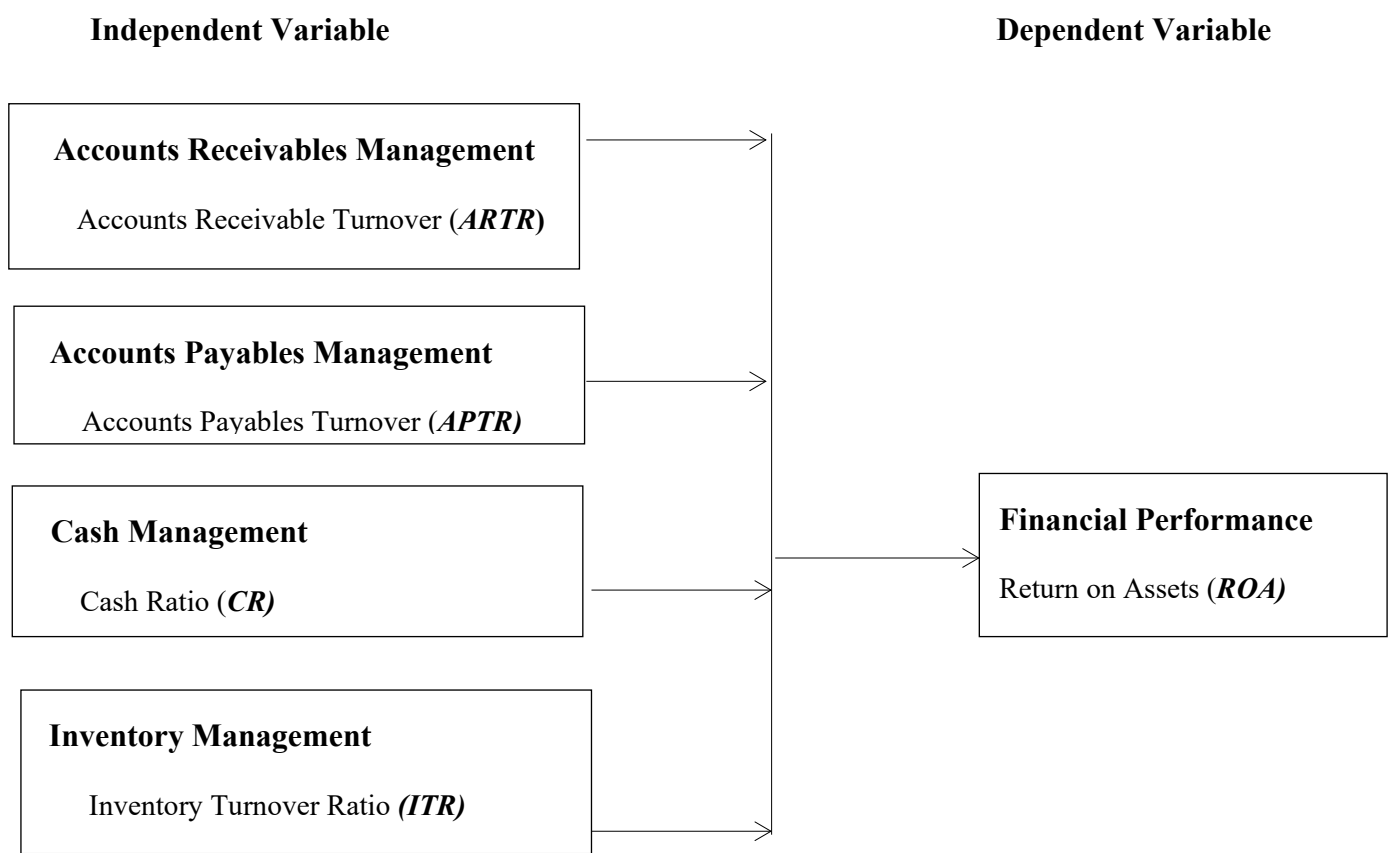 Independent Variable
Dependent Variable
Accounts Receivables Management
Accounts Receivable Turnover (ARTR)
Accounts Payables Management
Accounts Payables Turnover (APTR)
Cash Management
Cash Ratio (CR)
Inventory Management
Inventory Turnover Ratio (ITR)
Financial Performance
Return on Assets (ROA)